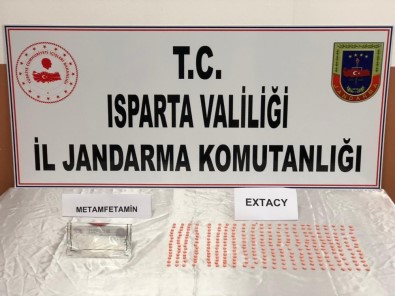 T.C.
ISPARTA VALİLİĞİ
İL JANDARMA KOMUTANLIĞI
METAMFETAMİN
EXTACY